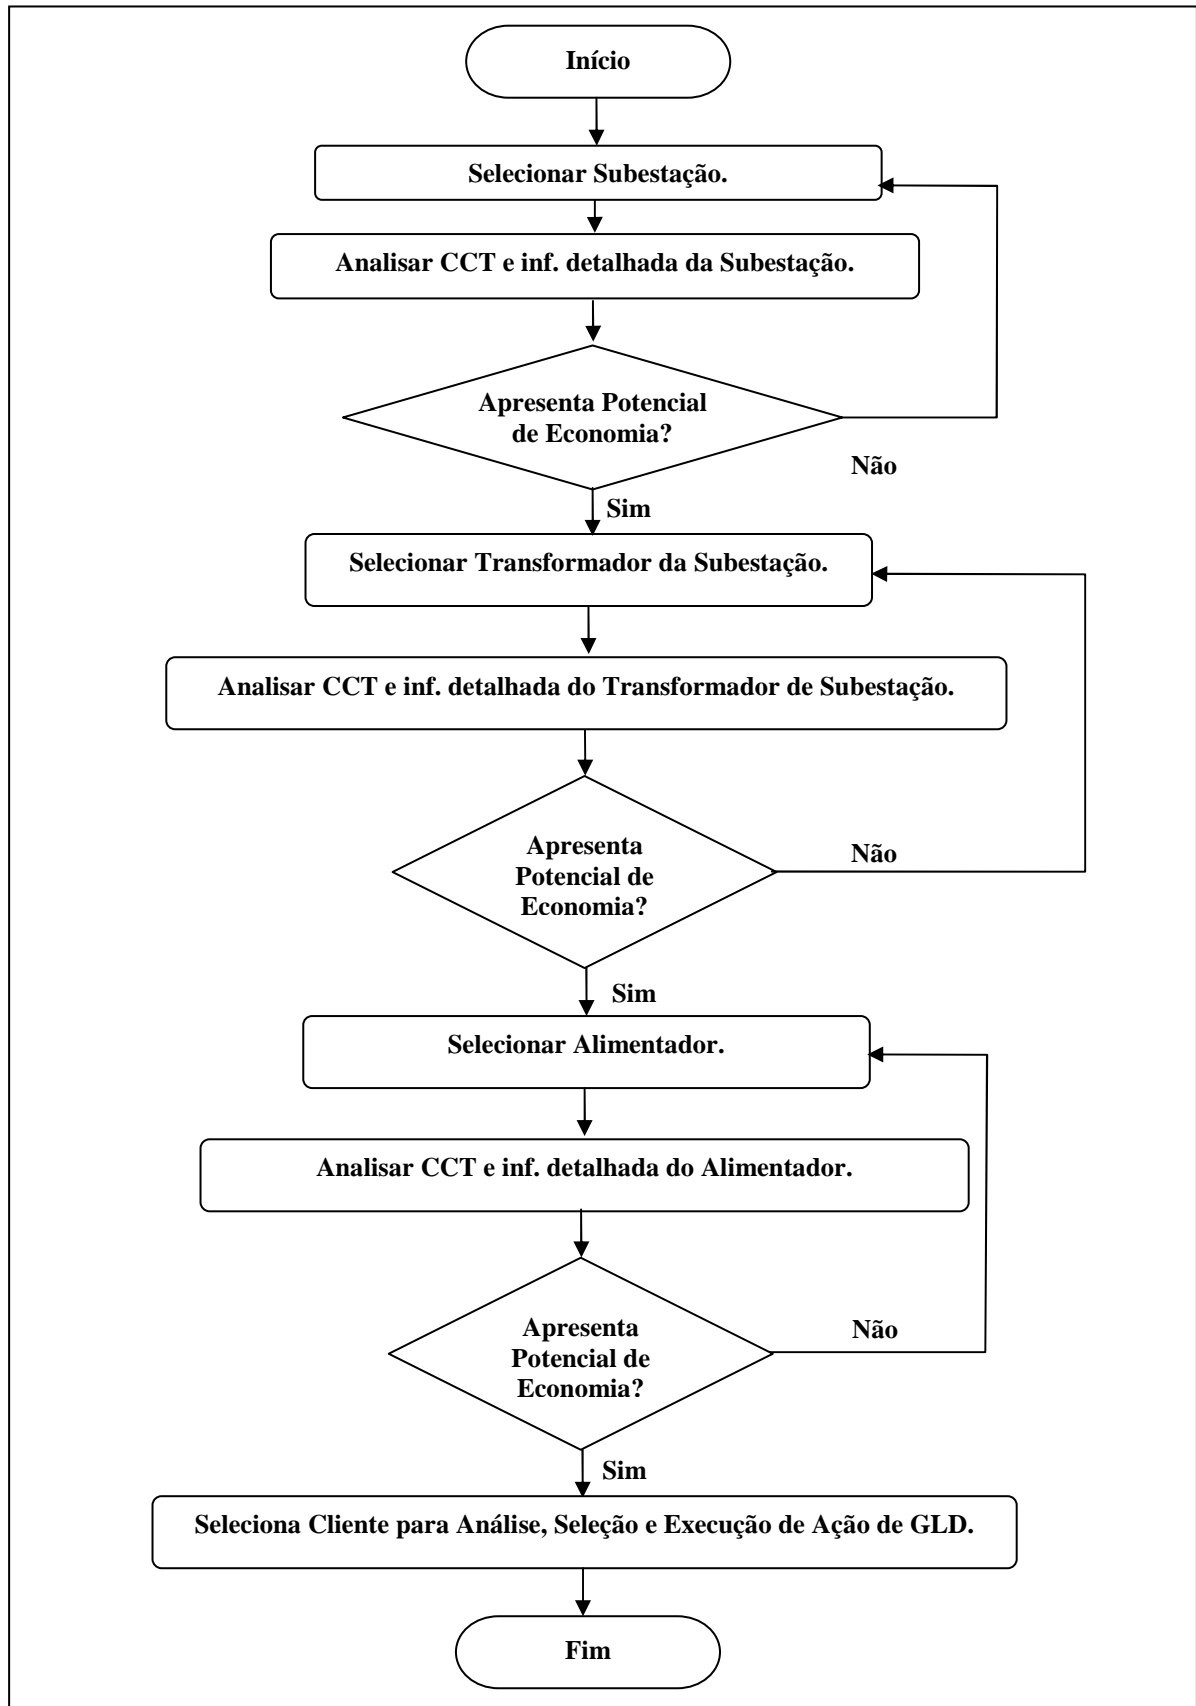 Início
Selecionar Subestação.
Analisar CCT e inf. detalhada da Subestação.
Apresenta Potencial
de Economia?
Não
Sim
Selecionar Transformador da Subestação.
Analisar CCT e inf. detalhada do Transformador de Subestação.
Apresenta
Potencial de
Economia?
Não
Sim
Selecionar Alimentador.
Analisar CCT e inf. detalhada do Alimentador.
Apresenta
Potencial de
Economia?
Não
Sim
Seleciona Cliente para Análise, Seleção e Execução de Ação de GLD.
Fim